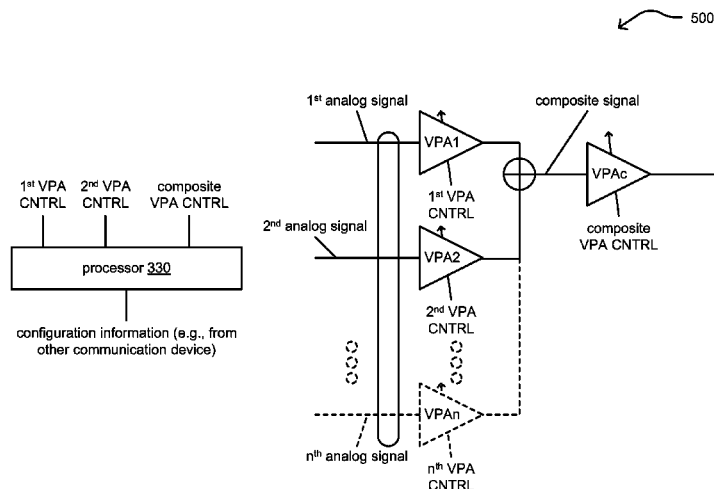 500
1st analog signal
VPA1
1st VPA
CNTRL
composite signal
VPAc
composite
VPA CNTRL
2nd analog signal
VPA2
2nd VPA
CNTRL
nth analog signal
VPAn
nth VPA
CNTRL
1st VPA
CNTRL
2nd VPA
CNTRL
composite
VPA CNTRL
processor 330
configuration information (e.g., from
other communication device)